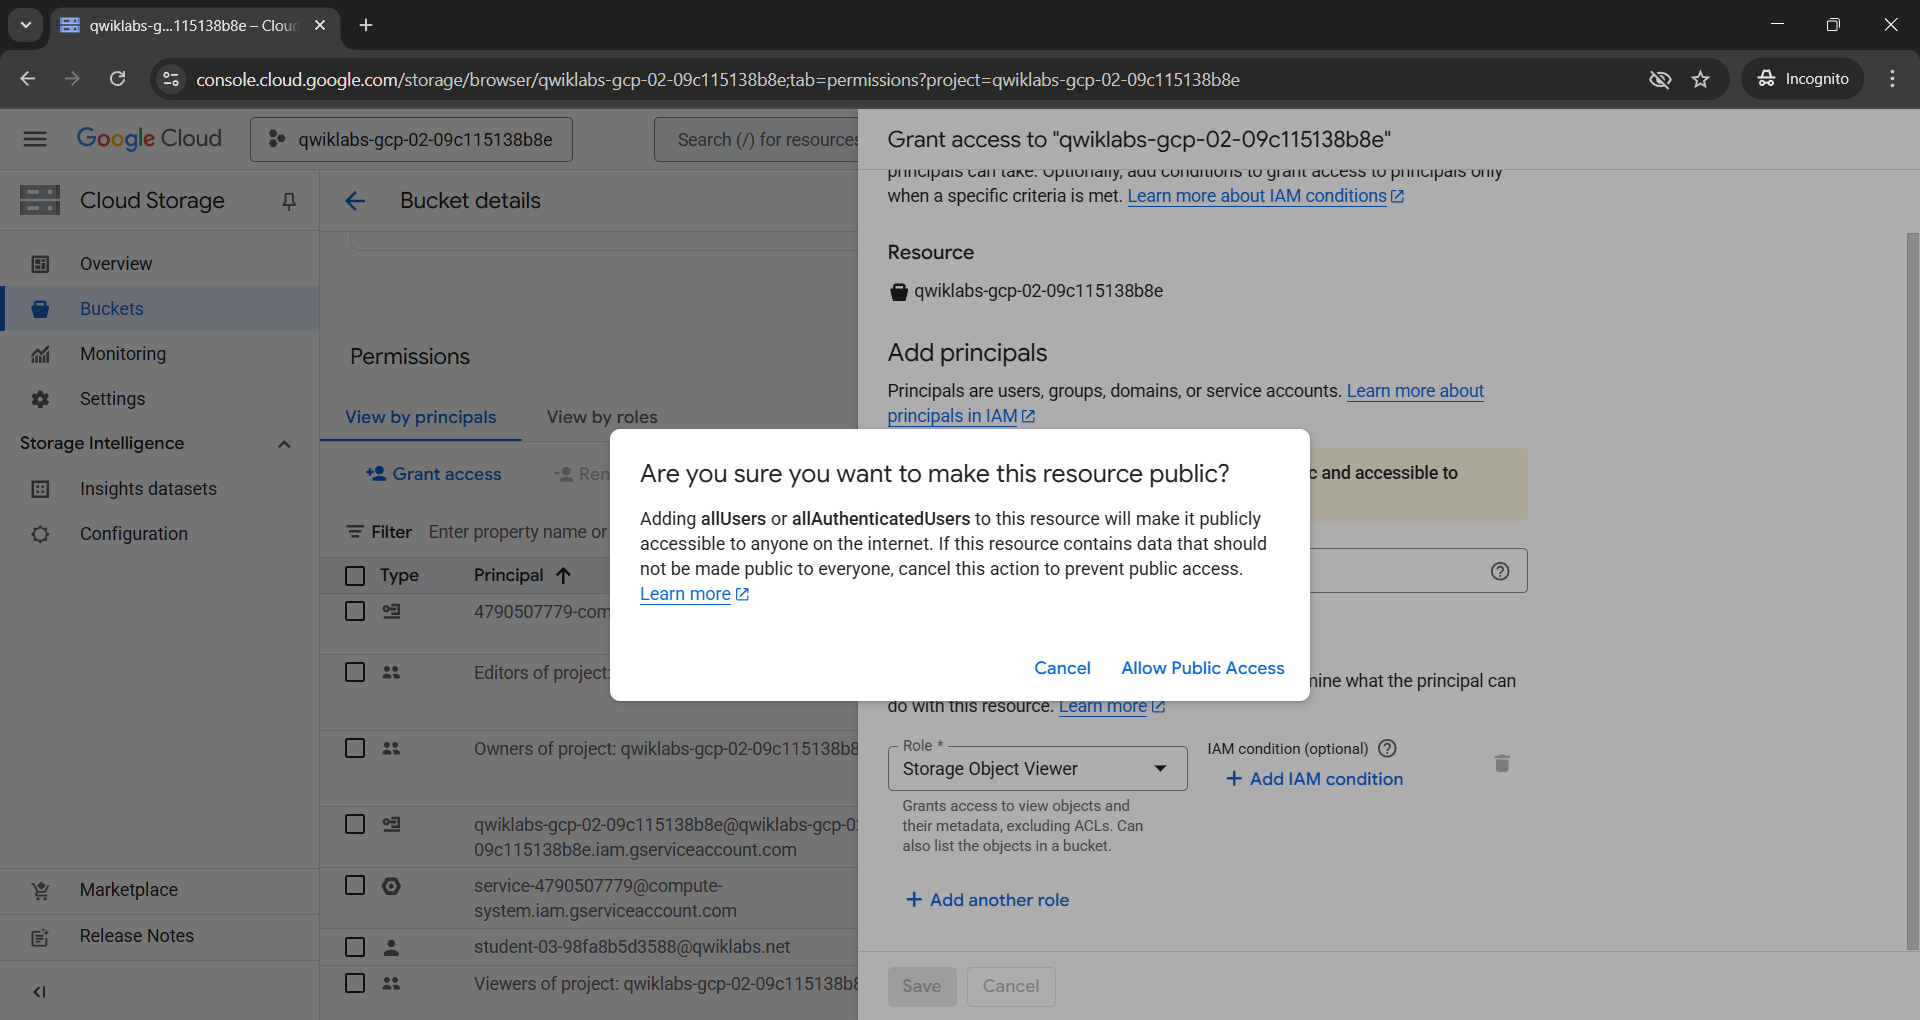 qwiklabs-g...115138b8e – Clou
console.cloud.google.com/storage/browser/qwiklabs-gcp-02-09c115138b8e;tab=permissions?project=qwiklabs-gcp-02-09c115138b8e
Incognito
Google Cloud
qwiklabs-gcp-02-09c115138b8e
Search (/) for resources
Grant access to "qwiklabs-gcp-02-09c115138b8e"
Cloud Storage
Bucket details
Overview
Buckets
Monitoring
Settings
Storage Intelligence
Insights datasets
Configuration
Marketplace
Release Notes
Permissions
View by principals
View by roles
Grant access
Rem
Filter Enter property name or
Type Principal
4790507779-com
Editors of project:
Owners of project: qwiklabs-gcp-02-09c115138b8
qwiklabs-gcp-02-09c115138b8e@qwiklabs-gcp-0
09c115138b8e.iam.gserviceaccount.com
service-4790507779@compute-
system.iam.gserviceaccount.com
student-03-98fa8b5d3588@qwiklabs.net
Viewers of project: qwiklabs-gcp-02-09c115138b8
principals can take. Optionally, add conditions to grant access to principals only
when a specific criteria is met. Learn more about IAM conditions
Resource
qwiklabs-gcp-02-09c115138b8e
Add principals
Principals are users, groups, domains, or service accounts. Learn more about
principals in IAM
c and accessible to
Are you sure you want to make this resource public?
Adding allUsers or allAuthenticatedUsers to this resource will make it publicly
accessible to anyone on the internet. If this resource contains data that should
not be made public to everyone, cancel this action to prevent public access.
Learn more
Cancel
Allow Public Access
mine what the principal can
do with this resource. Learn more
Role *
Storage Object Viewer
IAM condition (optional)
Add IAM condition
Grants access to view objects and
their metadata, excluding ACLs. Can
also list the objects in a bucket.
Add another role
Save
Cancel